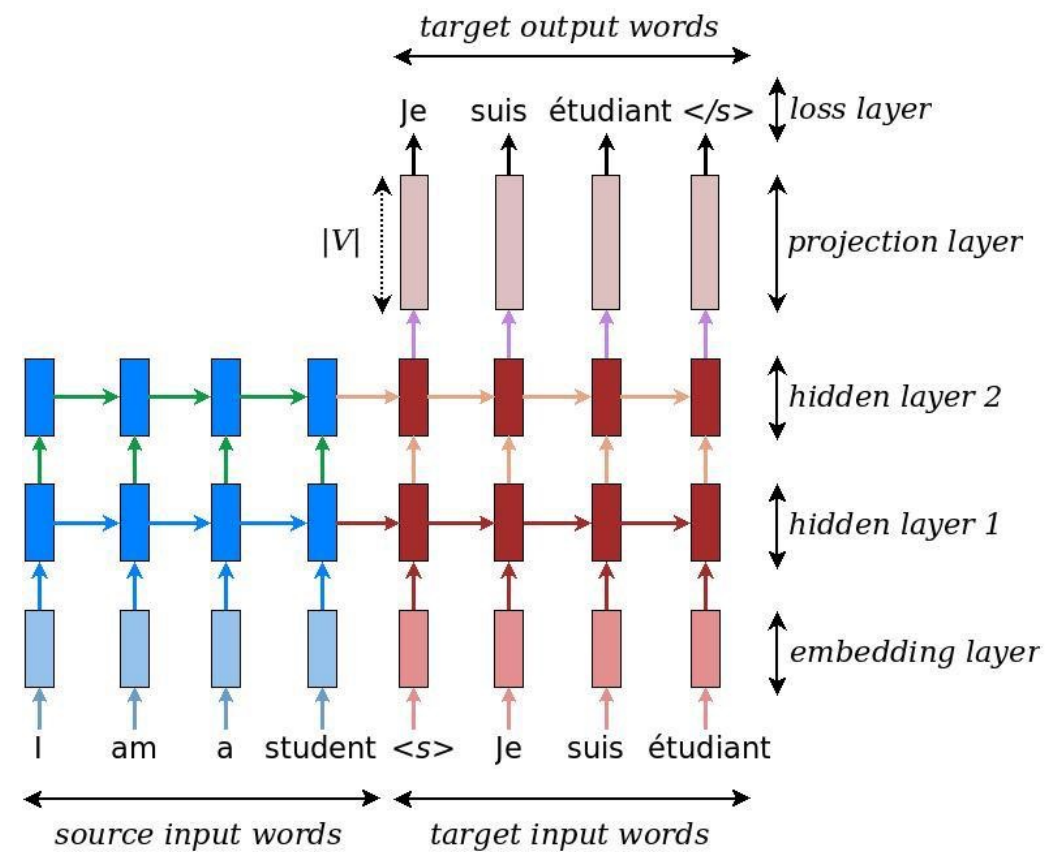 target output words
Je suis étudiant </s>
loss layer
|V|
projection layer
hidden layer 2
hidden layer 1
embedding layer
I am a student <s> Je suis étudiant
source input words
target input words